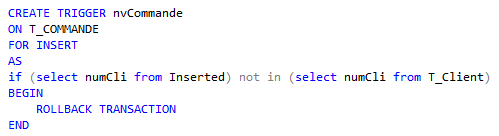 CREATE TRIGGER nvCommande
ON T_COMMANDE
FOR INSERT
AS
if (select numCli from Inserted) not in (select numCli from T_Client)
BEGIN
    ROLLBACK TRANSACTION
END